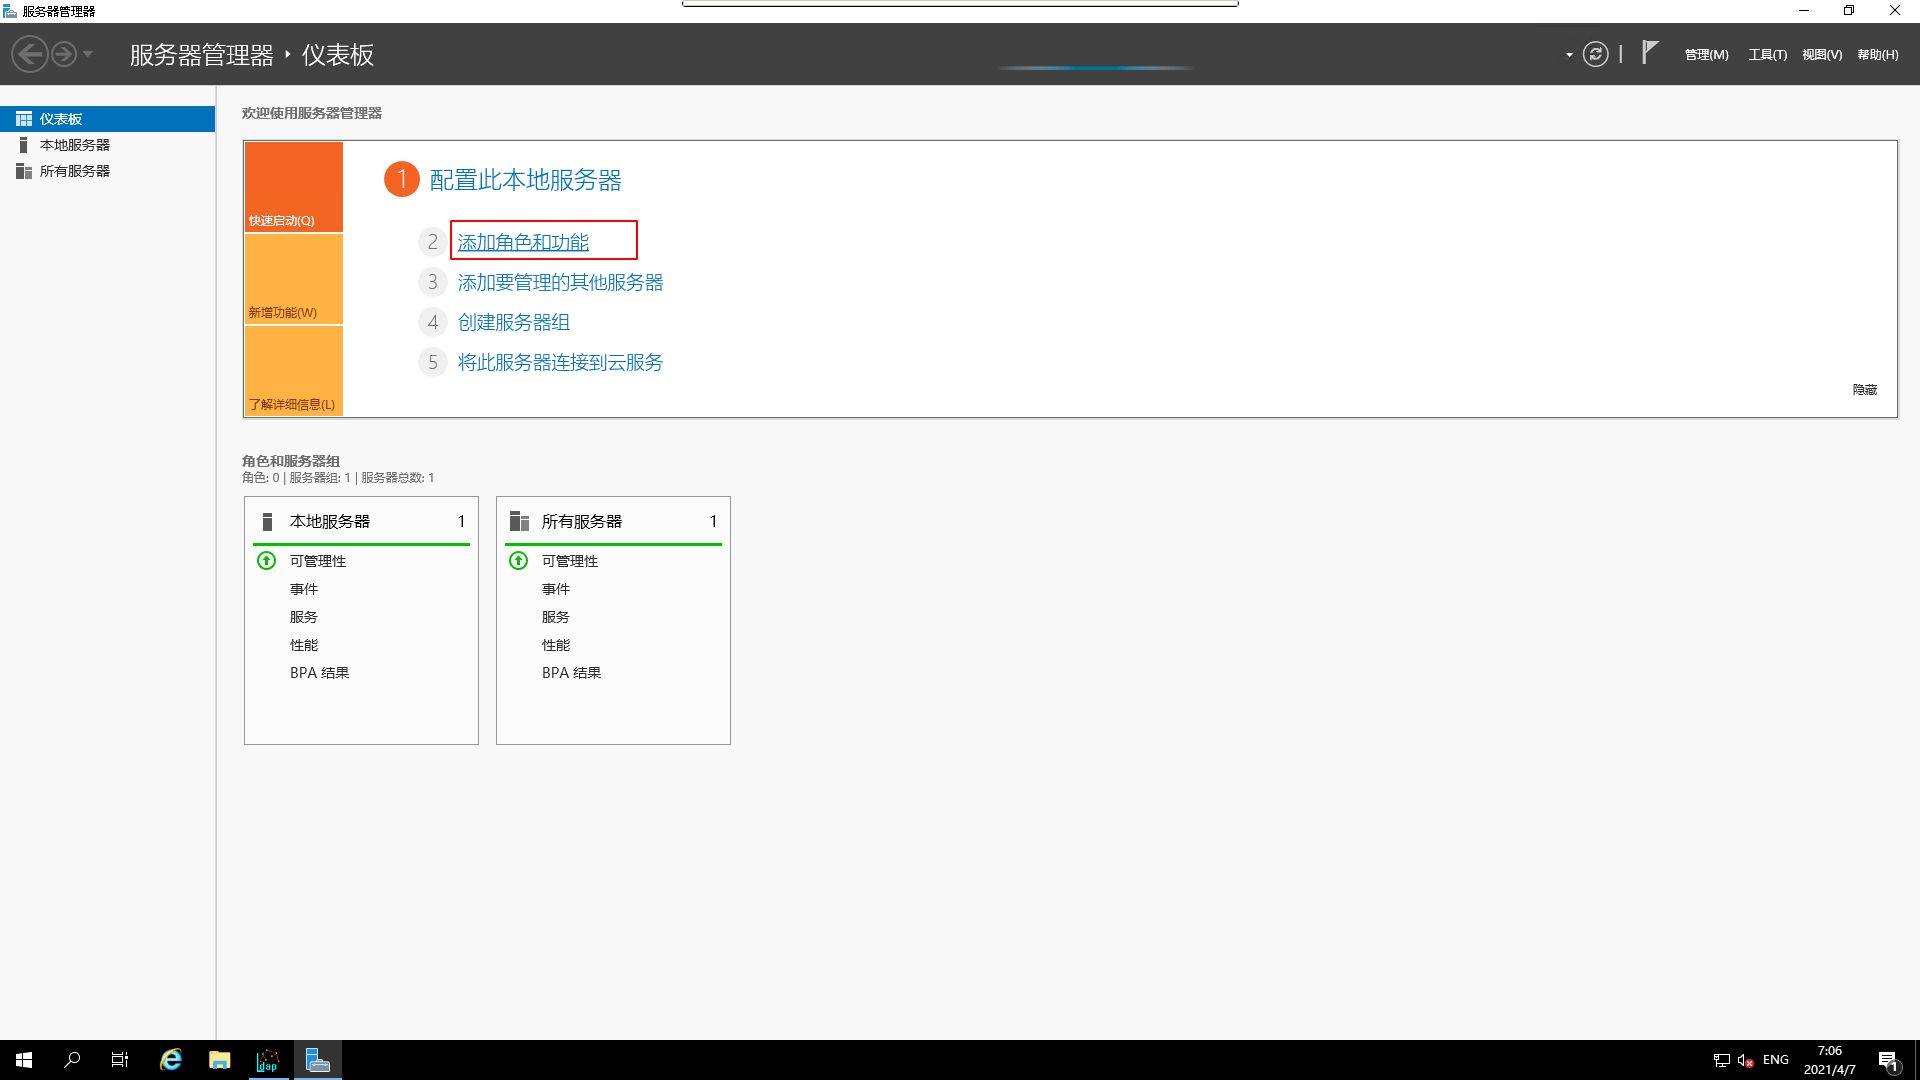 服务器管理器
服务器管理器 ‣ 仪表板
管理(M) 工具(T) 视图(V) 帮助(H)
仪表板
本地服务器
所有服务器
欢迎使用服务器管理器
快速启动(Q)
新增功能(W)
了解详细信息(L)
1 配置此本地服务器
2 添加角色和功能
3 添加要管理的其他服务器
4 创建服务器组
5 将此服务器连接到云服务
隐藏
角色和服务器组
角色: 0 | 服务器组: 1 | 服务器总数: 1
本地服务器 1
可管理性
事件
服务
性能
BPA 结果
所有服务器 1
可管理性
事件
服务
性能
BPA 结果
ldap
ENG
7:06
2021/4/7
1